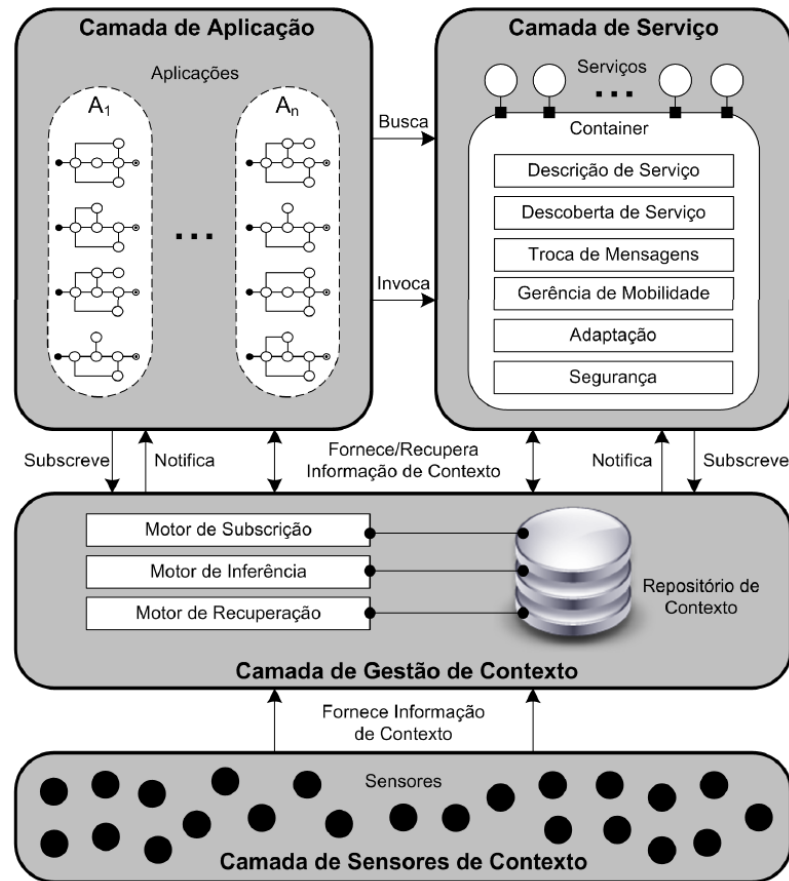 Camada de Aplicação
Aplicações
A1
An
...
Busca
Invoca
Camada de Serviço
Serviços
...
Container
Descrição de Serviço
Descoberta de Serviço
Troca de Mensagens
Gerência de Mobilidade
Adaptação
Segurança
Subscreve
Notifica
Fornece/Recupera
Informação de Contexto
Notifica
Subscreve
Motor de Subscrição
Motor de Inferência
Motor de Recuperação
Repositório de
Contexto
Camada de Gestão de Contexto
Fornece Informação
de Contexto
Sensores
Camada de Sensores de Contexto